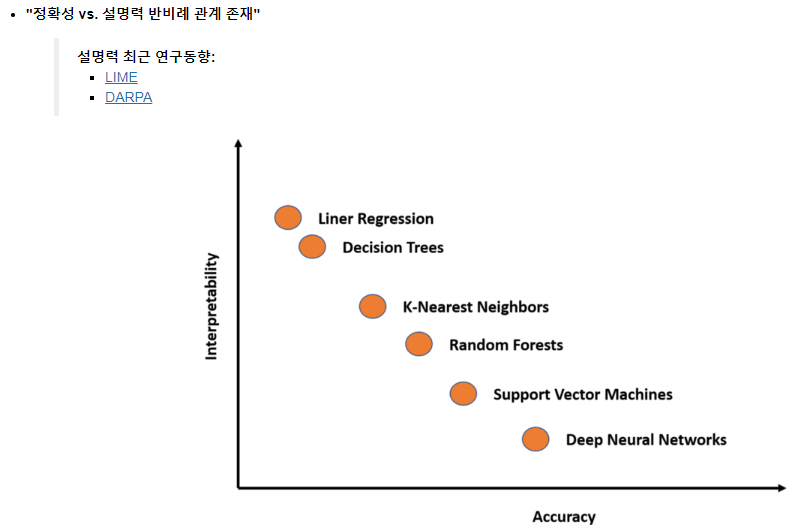 "정확성 vs. 설명력 반비례 관계 존재"
설명력 최근 연구동향:
LIME
DARPA
Liner Regression
Decision Trees
K-Nearest Neighbors
Random Forests
Support Vector Machines
Deep Neural Networks
Interpretability
Accuracy